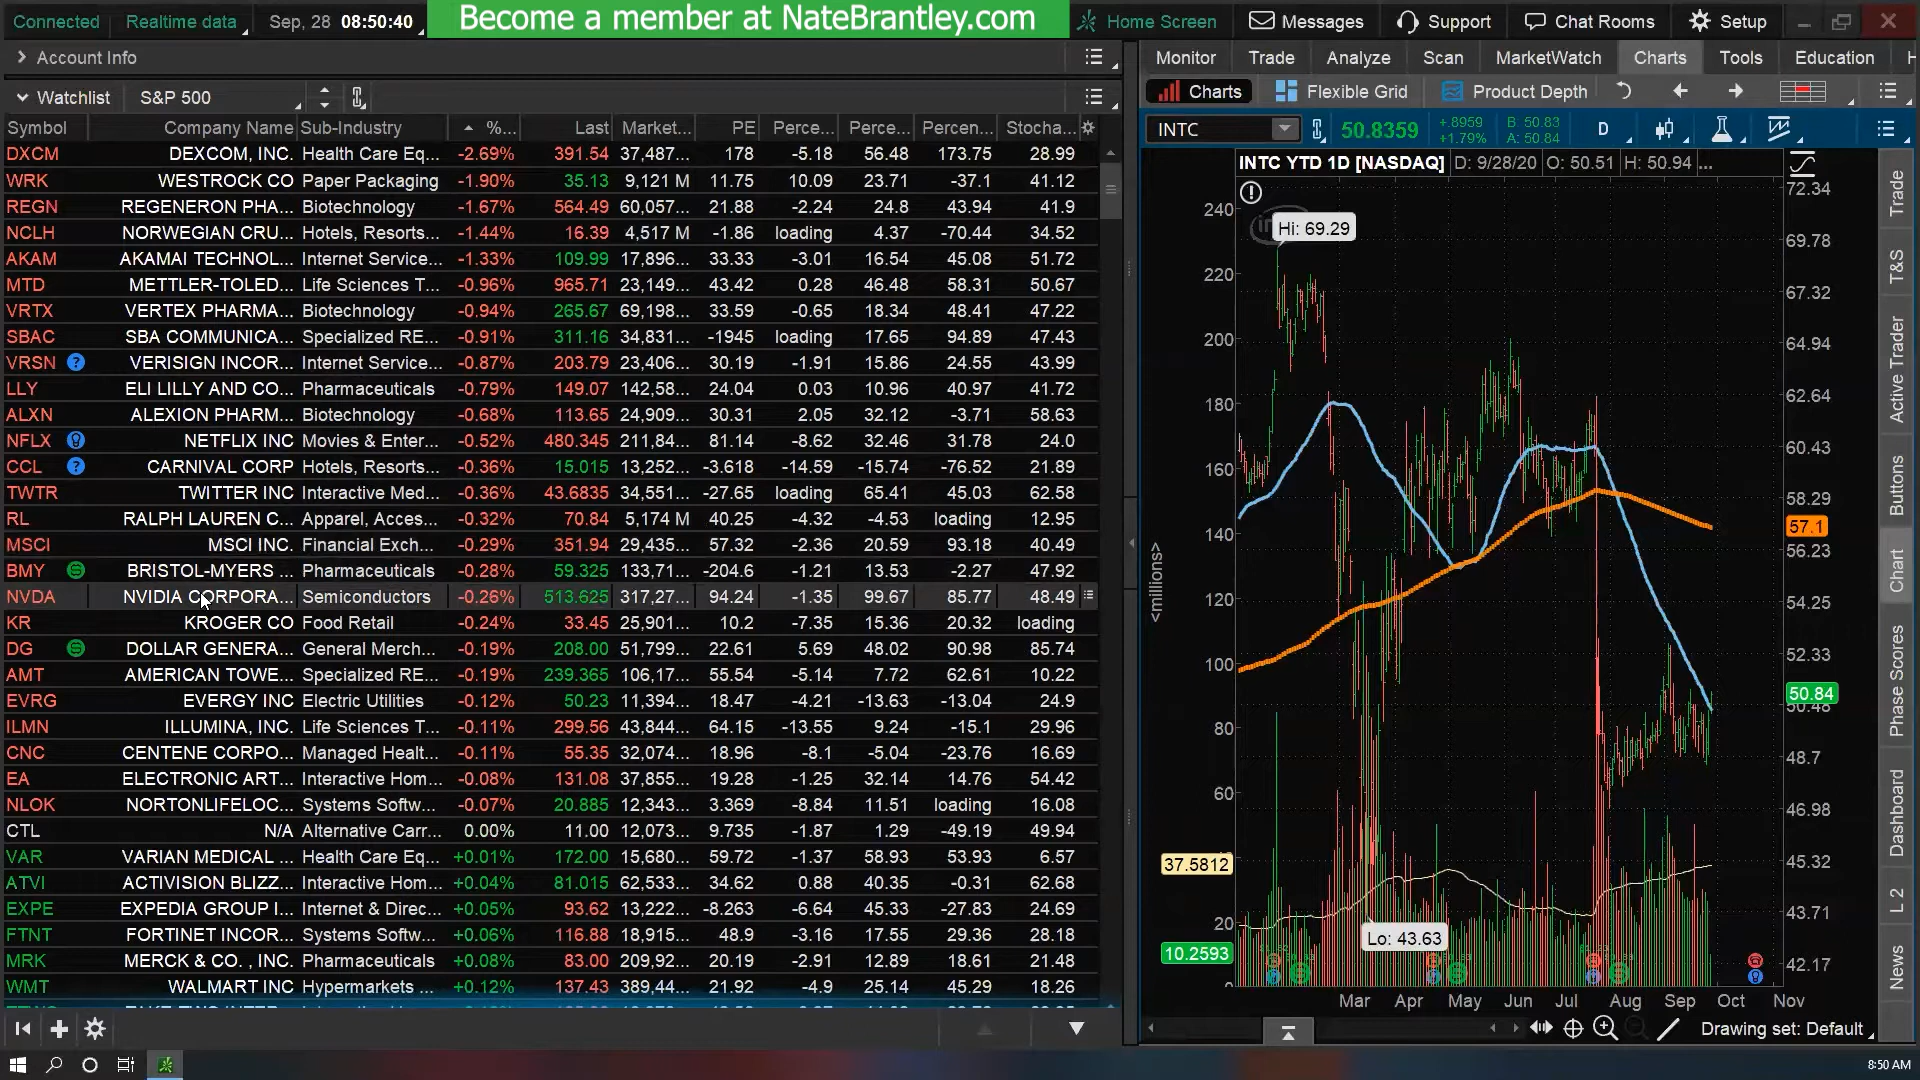 Connected Realtime data Sep, 28 08:50:40 Become a member at NateBrantley.com Home Screen Messages Support Chat Rooms Setup
Account Info
Monitor Trade Analyze Scan MarketWatch Charts Tools Education
Watchlist S&P 500
Charts Flexible Grid Product Depth
Symbol Company Name Sub-Industry %... Last Market... PE Perce... Perce... Percen... Stocha...
INTC 50.8359 +.8959 +1.79% B: 50.83 A: 50.84 D
INTC YTD 1D [NASDAQ] D: 9/28/20 O: 50.51 H: 50.94 ...
DXCM DEXCOM, INC. Health Care Eq... -2.69% 391.54 37,487... 178 -5.18 56.48 173.75 28.99
WRK WESTROCK CO Paper Packaging -1.90% 35.13 9,121 M 11.75 10.09 23.71 -37.1 41.12
REGN REGENERON PHA... Biotechnology -1.67% 564.49 60,057... 21.88 -2.24 24.8 43.94 41.9
NCLH NORWEGIAN CRU... Hotels, Resorts... -1.44% 16.39 4,517 M -1.86 loading 4.37 -70.44 34.52
AKAM AKAMAI TECHNOL... Internet Service... -1.33% 109.99 17,896... 33.33 -3.01 16.54 45.08 51.72
MTD METTLER-TOLED... Life Sciences T... -0.96% 965.71 23,149... 43.42 0.28 46.48 58.31 50.67
VRTX VERTEX PHARMA... Biotechnology -0.94% 265.67 69,198... 33.59 -0.65 18.34 48.41 47.22
SBAC SBA COMMUNICA... Specialized RE... -0.91% 311.16 34,831... -1945 loading 17.65 94.89 47.43
VRSN VERISIGN INCOR... Internet Service... -0.87% 203.79 23,406... 30.19 -1.91 15.86 24.55 43.99
LLY ELI LILLY AND CO... Pharmaceuticals -0.79% 149.07 142,58... 24.04 0.03 10.96 40.97 41.72
ALXN ALEXION PHARM... Biotechnology -0.68% 113.65 24,909... 30.31 2.05 32.12 -3.71 58.63
NFLX NETFLIX INC Movies & Enter... -0.52% 480.345 211,84... 81.14 -8.62 32.46 31.78 24.0
CCL CARNIVAL CORP Hotels, Resorts... -0.36% 15.015 13,252... -3.618 -14.59 -15.74 -76.52 21.89
TWTR TWITTER INC Interactive Med... -0.36% 43.6835 34,551... -27.65 loading 65.41 45.03 62.58
RL RALPH LAUREN C... Apparel, Acces... -0.32% 70.84 5,174 M 40.25 -4.32 -4.53 loading 12.95
MSCI MSCI INC. Financial Exch... -0.29% 351.94 29,435... 57.32 -2.36 20.59 93.18 40.49
BMY BRISTOL-MYERS ... Pharmaceuticals -0.28% 59.325 133,71... -204.6 -1.21 13.53 -2.27 47.92
NVDA NVIDIA CORPORA... Semiconductors -0.26% 513.625 317,27... 94.24 -1.35 99.67 85.77 48.49
KR KROGER CO Food Retail -0.24% 33.45 25,901... 10.2 -7.35 15.36 20.32 loading
DG DOLLAR GENERA... General Merch... -0.19% 208.00 51,799... 22.61 5.69 48.02 90.98 85.74
AMT AMERICAN TOWE... Specialized RE... -0.19% 239.365 106,17... 55.54 -5.14 7.72 62.61 10.22
EVRG EVERGY INC Electric Utilities -0.12% 50.23 11,394... 18.47 -4.21 -13.63 -13.04 24.9
ILMN ILLUMINA, INC. Life Sciences T... -0.11% 299.56 43,844... 64.15 -13.55 9.24 -15.1 29.96
CNC CENTENE CORPO... Managed Healt... -0.11% 55.35 32,074... 18.96 -8.1 -5.04 -23.76 16.69
EA ELECTRONIC ART... Interactive Hom... -0.08% 131.08 37,855... 19.28 -1.25 32.14 14.76 54.42
NLOK NORTONLIFELOC... Systems Softw... -0.07% 20.885 12,343... 3.369 -8.84 11.51 loading 16.08
CTL N/A Alternative Carr... 0.00% 11.00 12,073... 9.735 -1.87 1.29 -49.19 49.94
VAR VARIAN MEDICAL ... Health Care Eq... +0.01% 172.00 15,680... 59.72 -1.37 58.93 53.93 6.57
ATVI ACTIVISION BLIZZ... Interactive Hom... +0.04% 81.015 62,533... 34.62 0.88 40.35 -0.31 62.68
EXPE EXPEDIA GROUP I... Internet & Direc... +0.05% 93.62 13,222... -8.263 -6.64 45.33 -27.83 24.69
FTNT FORTINET INCOR... Systems Softw... +0.06% 116.88 18,915... 48.9 -3.16 17.55 29.36 28.18
MRK MERCK & CO. , INC. Pharmaceuticals +0.08% 83.00 209,92... 20.19 -2.91 12.89 18.61 21.48
WMT WALMART INC Hypermarkets ... +0.12% 137.43 389,44... 21.92 -4.9 25.14 45.29 18.26
Hi: 69.29
Lo: 43.63
<millions>
240
220
200
180
160
140
120
100
80
60
37.5812
20
10.2593
0
72.34
69.78
67.32
64.94
62.64
60.43
58.29
57.1
56.23
54.25
52.33
50.84
50.48
48.7
46.98
45.32
43.71
42.17
Mar Apr May Jun Jul Aug Sep Oct Nov
Trade
T&S
Active Trader
Buttons
Chart
Phase Scores
Dashboard
L 2
News
Drawing set: Default
8:50 AM